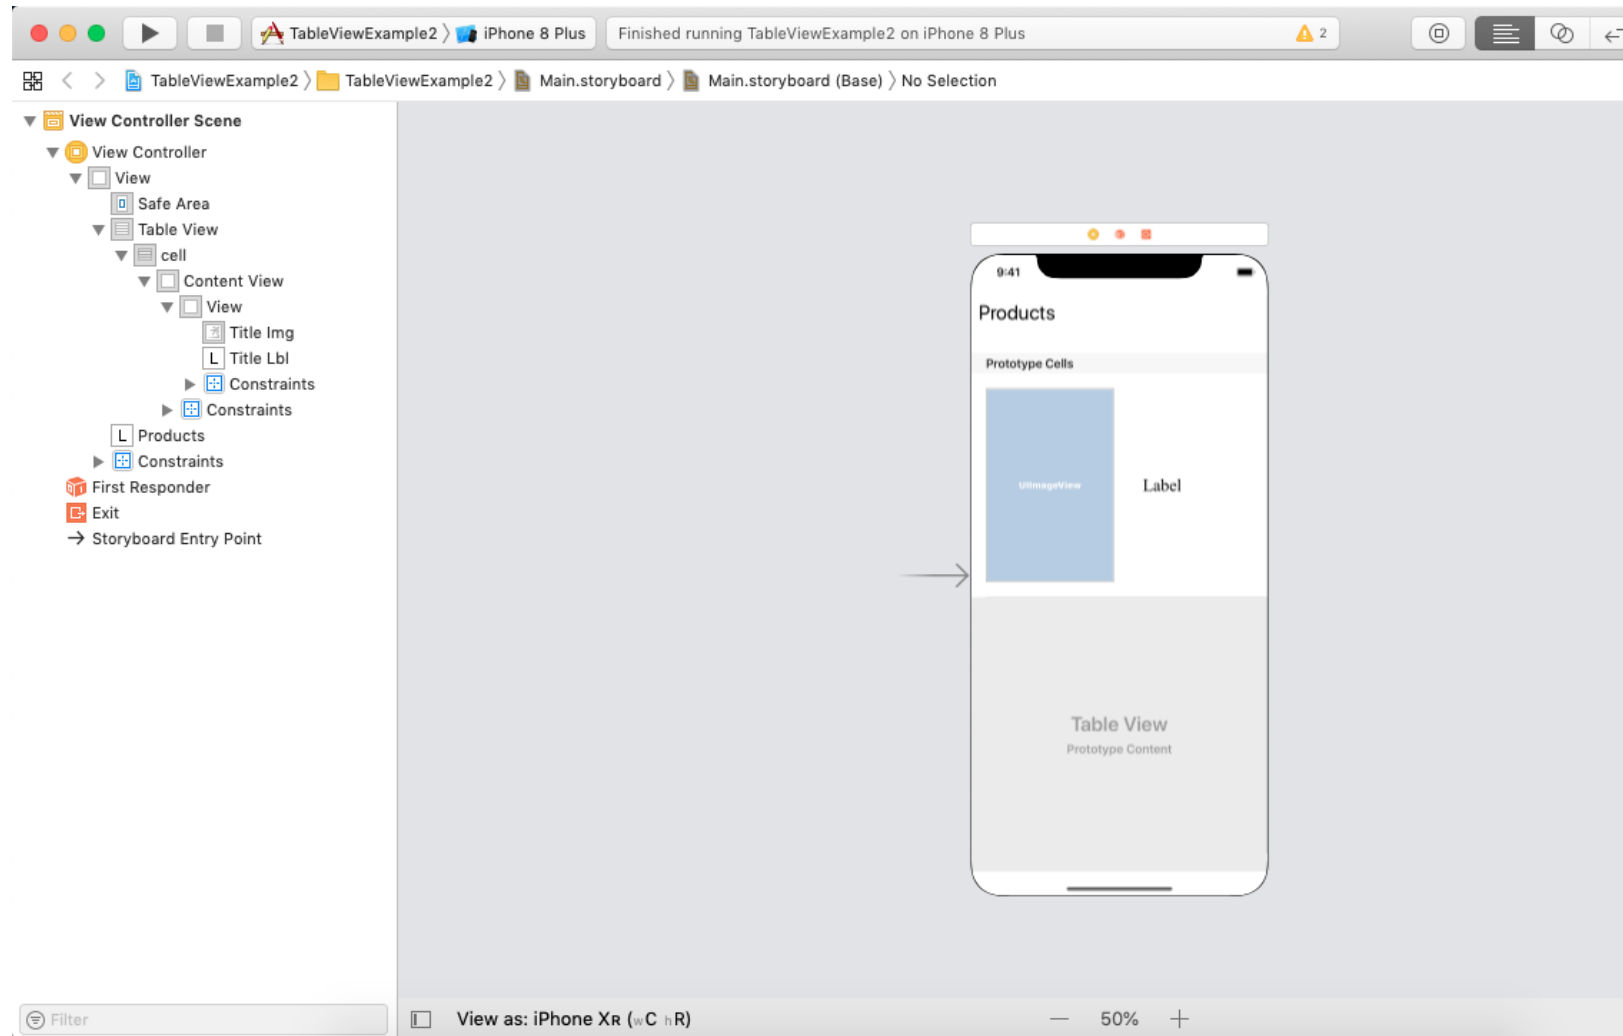 TableViewExample2 〉 iPhone 8 Plus
Finished running TableViewExample2 on iPhone 8 Plus
2
TableViewExample2 〉 TableViewExample2 〉 Main.storyboard 〉 Main.storyboard (Base) 〉 No Selection
View Controller Scene
View Controller
View
Safe Area
Table View
cell
Content View
View
Title Img
L Title Lbl
Constraints
Constraints
L Products
Constraints
First Responder
Exit
Storyboard Entry Point
9:41
Products
Prototype Cells
UIImageView
Label
Table View
Prototype Content
Filter
View as: iPhone XR (wC hR)
50%